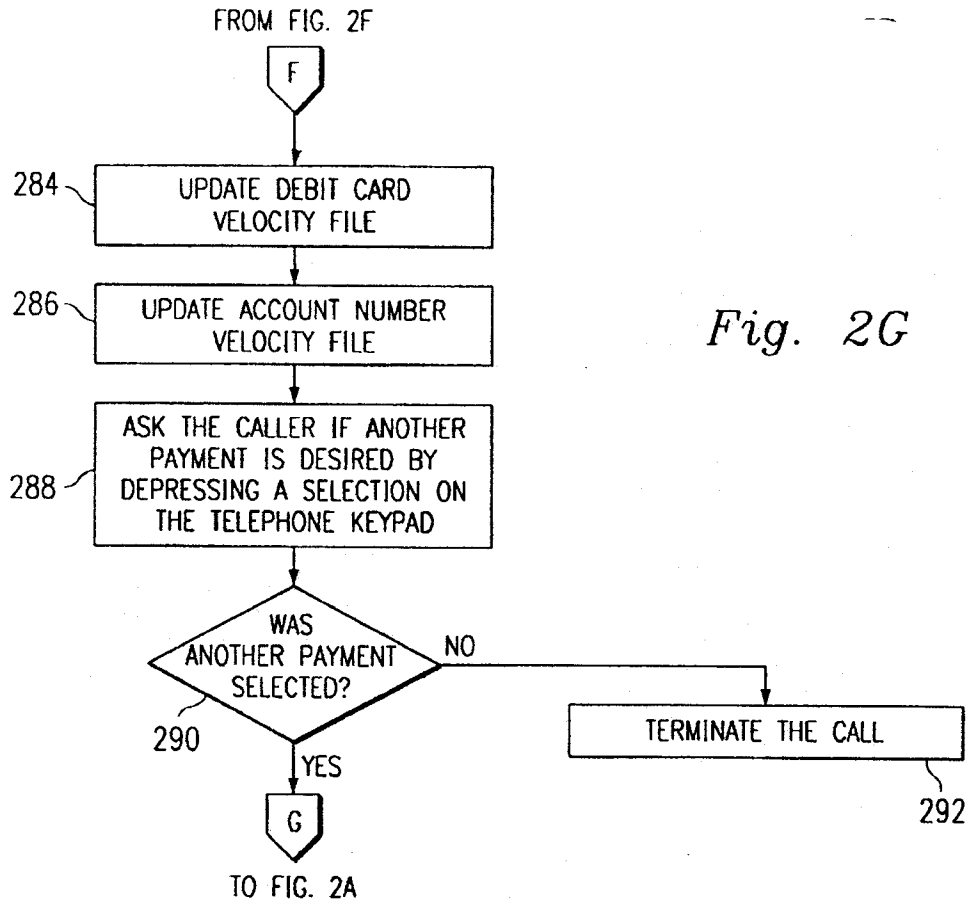 FROM FIG. 2F
F
284
UPDATE DEBIT CARD
VELOCITY FILE
286
UPDATE ACCOUNT NUMBER
VELOCITY FILE
Fig. 2G
288
ASK THE CALLER IF ANOTHER
PAYMENT IS DESIRED BY
DEPRESSING A SELECTION ON
THE TELEPHONE KEYPAD
WAS
ANOTHER PAYMENT
SELECTED?
290
NO
TERMINATE THE CALL
292
YES
G
TO FIG. 2A